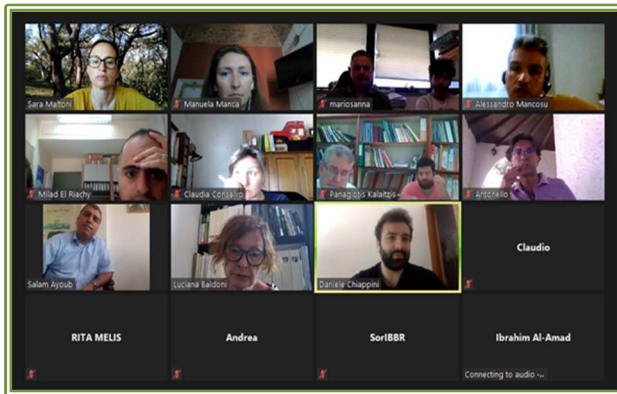 Sara Maltoni
Manuela Manca
mariosanna
Alessandro Mancosu
Milad El Riachy
Claudia Consalvo
Panagiotis Kalaitzis
Antonello
Salam Ayoub
Luciana Baldoni
Daniele Chiappini
Claudio
RITA MELIS
Andrea
SorIBBR
Ibrahim Al-Amad
Connecting to audio